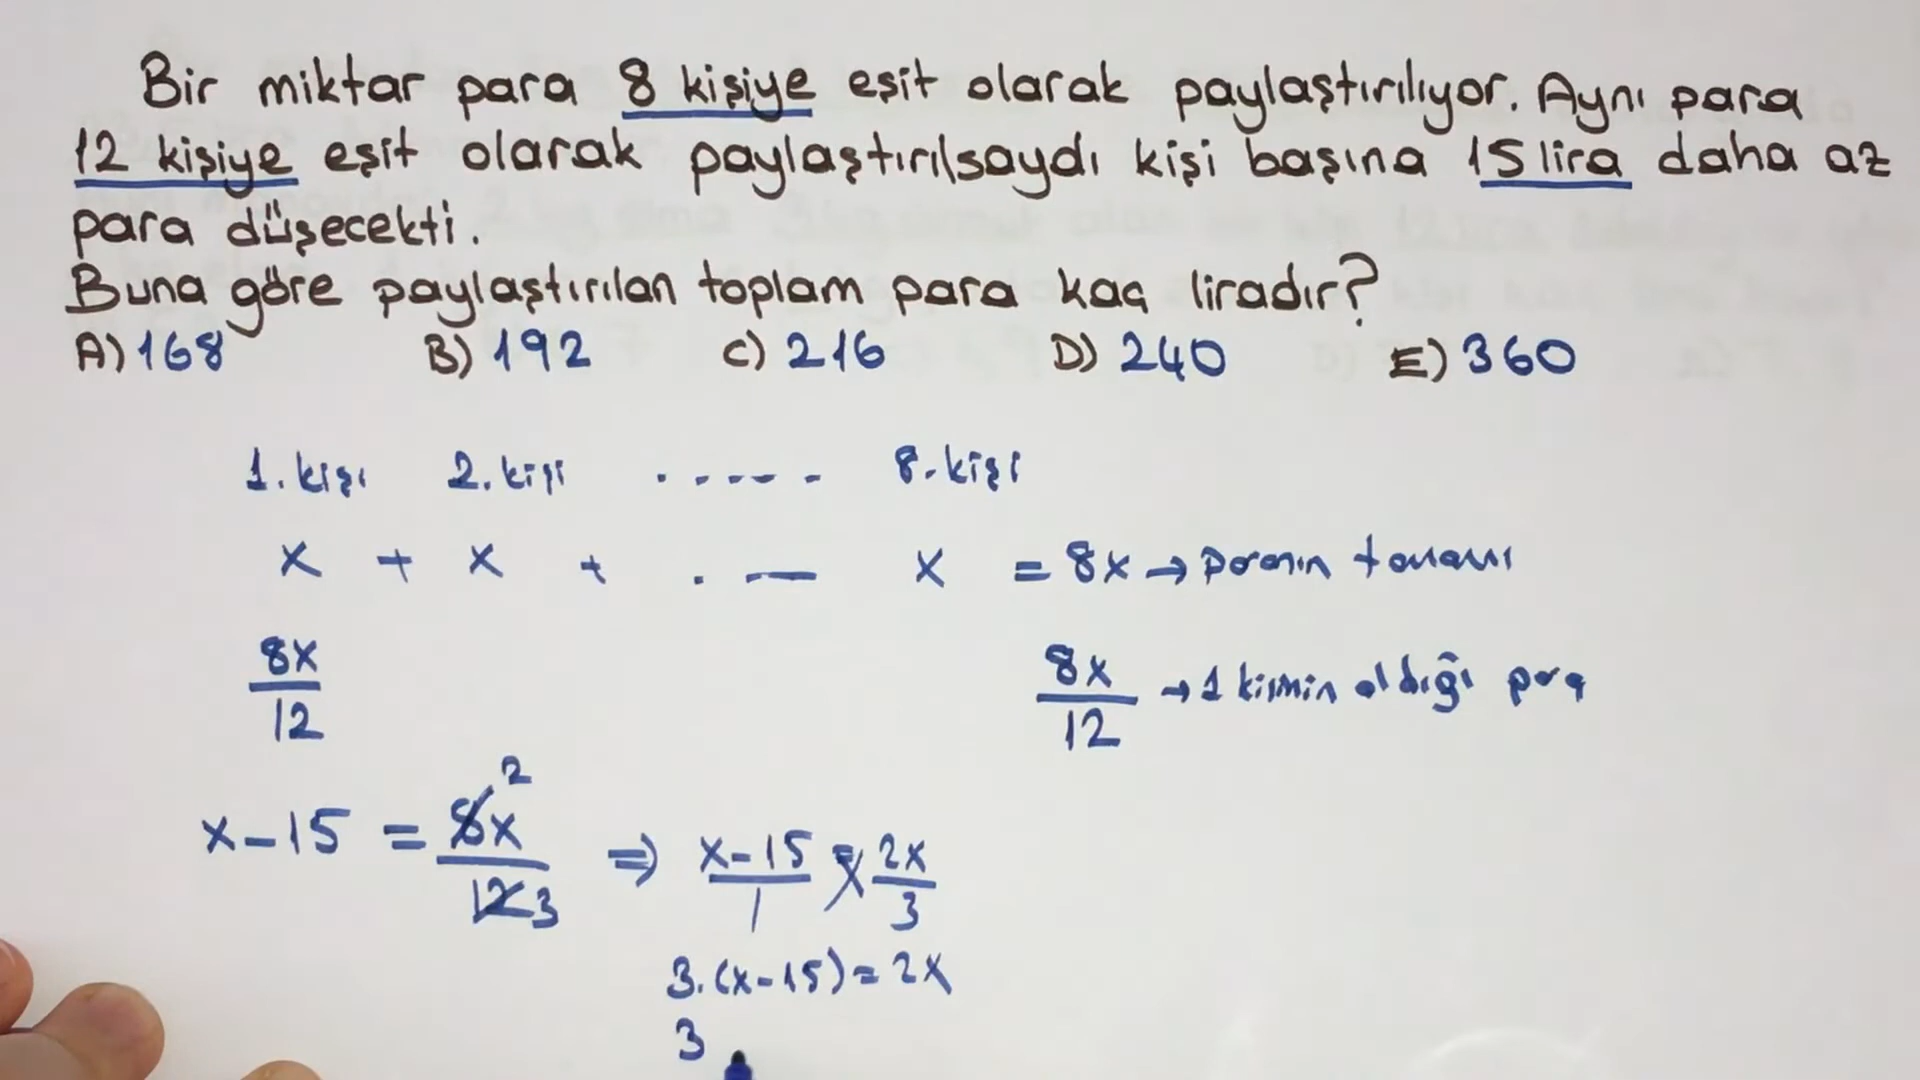 Bir miktar para 8 kişiye eşit olarak paylaştırılıyor. Aynı para
12 kişiye eşit olarak paylaştırılsaydı kişi başına 15 lira daha az
para düşecekti.
Buna göre paylaştırılan toplam para kaç liradır?
A) 168 B) 192 C) 216 D) 240 E) 360
1. kişi 2. kişi ...... 8. kişi
x + x + . — x = 8x → paranın tamamı
8x/12 8x/12 → 1 kişinin aldığı para
x - 15 = 8x/12 2 3 ⇒ x-15/1 = 2x/3
3.(x-15) = 2x
3